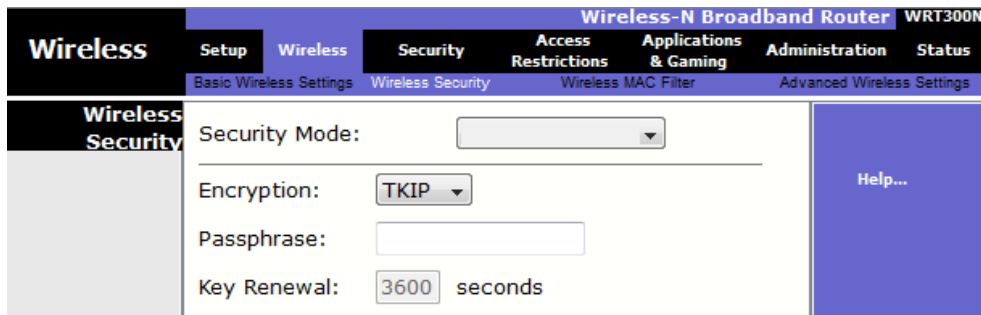 Wireless-N Broadband Router WRT300N
Wireless
Setup Wireless Security Access Restrictions Applications & Gaming Administration Status
Basic Wireless Settings Wireless Security Wireless MAC Filter Advanced Wireless Settings
Wireless
Security
Security Mode:
Help...
Encryption: TKIP
Passphrase:
Key Renewal: 3600 seconds